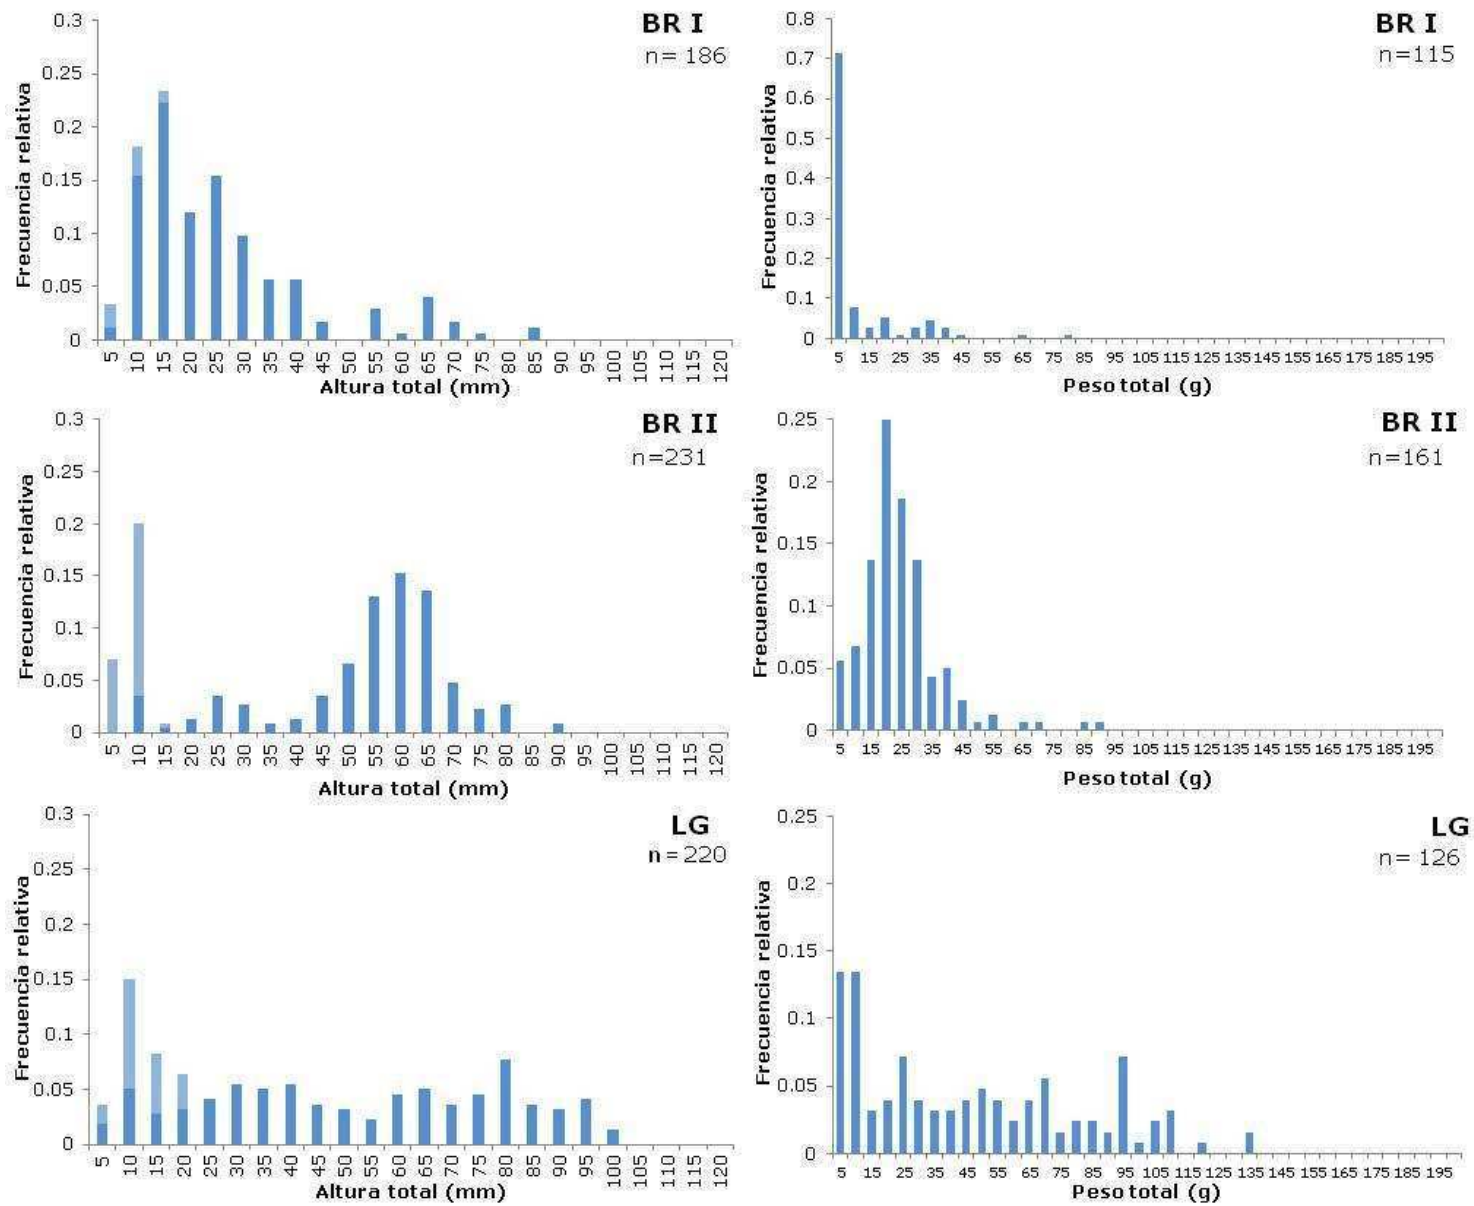 BR I
n= 186
Frecuencia relativa
0.3
0.25
0.2
0.15
0.1
0.05
0
5 10 15 20 25 30 35 40 45 50 55 60 65 70 75 80 85 90 95 100 105 110 115 120
Altura total (mm)
BR I
n=115
Frecuencia relativa
0.8
0.7
0.6
0.5
0.4
0.3
0.2
0.1
0
5 15 25 35 45 55 65 75 85 95 105 115 125 135 145 155 165 175 185 195
Peso total (g)
BR II
n=231
Frecuencia relativa
0.3
0.25
0.2
0.15
0.1
0.05
0
5 10 15 20 25 30 35 40 45 50 55 60 65 70 75 80 85 90 95 100 105 110 115 120
Altura total (mm)
BR II
n=161
Frecuencia relativa
0.25
0.2
0.15
0.1
0.05
0
5 15 25 35 45 55 65 75 85 95 105 115 125 135 145 155 165 175 185 195
Peso total (g)
LG
n = 220
Frecuencia relativa
0.3
0.25
0.2
0.15
0.1
0.05
0
5 10 15 20 25 30 35 40 45 50 55 60 65 70 75 80 85 90 95 100 105 110 115 120
Altura total (mm)
LG
n= 126
Frecuencia relativa
0.25
0.2
0.15
0.1
0.05
0
5 15 25 35 45 55 65 75 85 95 105 115 125 135 145 155 165 175 185 195
Peso total (g)